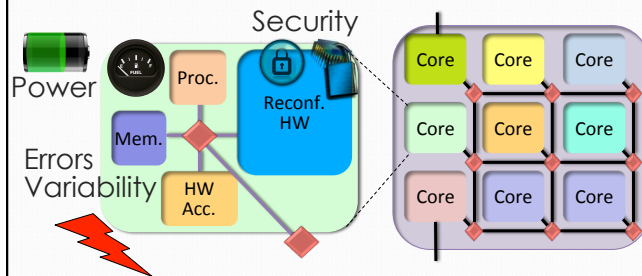 Security
Power
FUEL
Proc.
Reconf.
HW
Mem.
HW
Acc.
Errors
Variability
Core
Core
Core
Core
Core
Core
Core
Core
Core